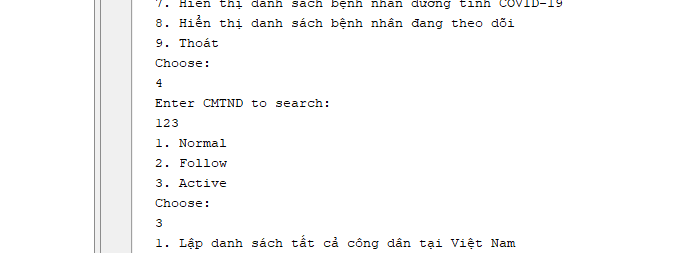 7. Hiển thị danh sách bệnh nhân dương tính COVID-19
8. Hiển thị danh sách bệnh nhân đang theo dõi
9. Thoát
Choose:
4
Enter CMTND to search:
123
1. Normal
2. Follow
3. Active
Choose:
3
1. Lập danh sách tất cả công dân tại Việt Nam